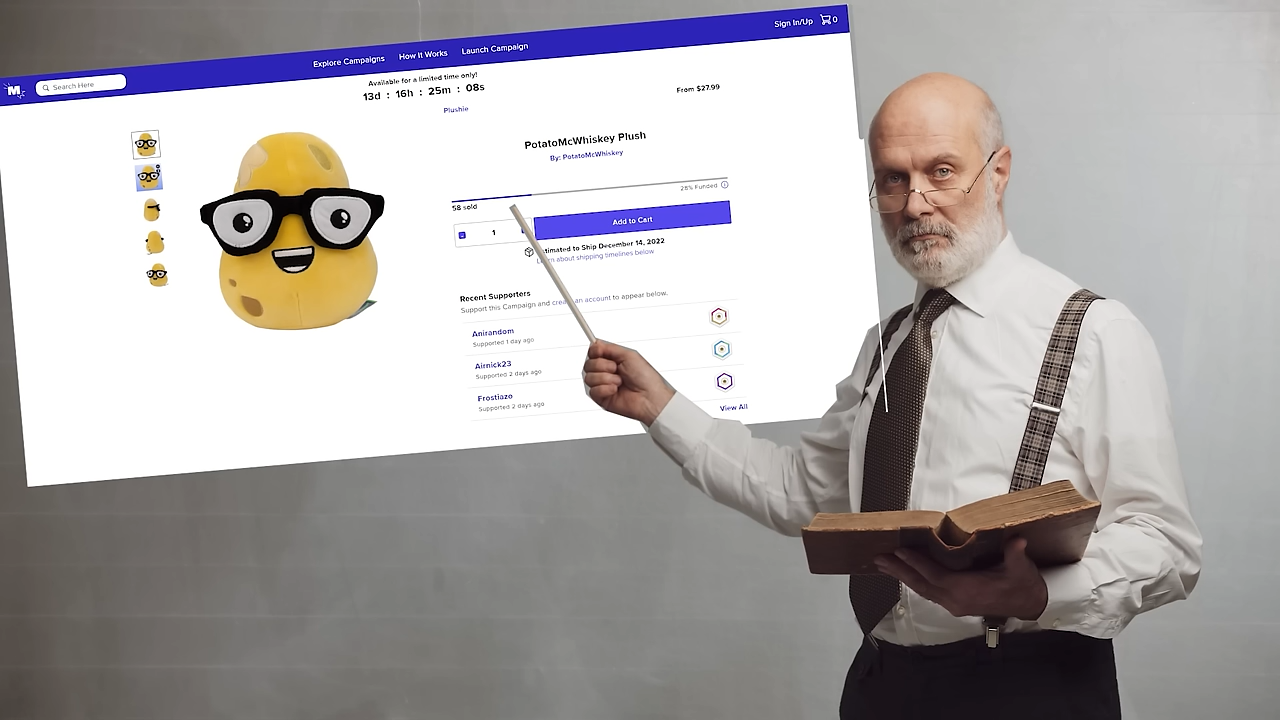 Sign In/Up 0
Explore Campaigns How It Works Launch Campaign
M
Search Here
Available for a limited time only!
13d : 16h : 25m : 08s
Plushie
From $27.99
PotatoMcWhiskey Plush
By: PotatoMcWhiskey
28% Funded
58 sold
1
Add to Cart
Estimated to Ship December 14, 2022
about shipping timelines below
Recent Supporters
Support this Campaign and create an account to appear below.
Anirandom
Supported 1 day ago
Airnick23
Supported 2 days ago
Frostiazo
Supported 2 days ago
View All